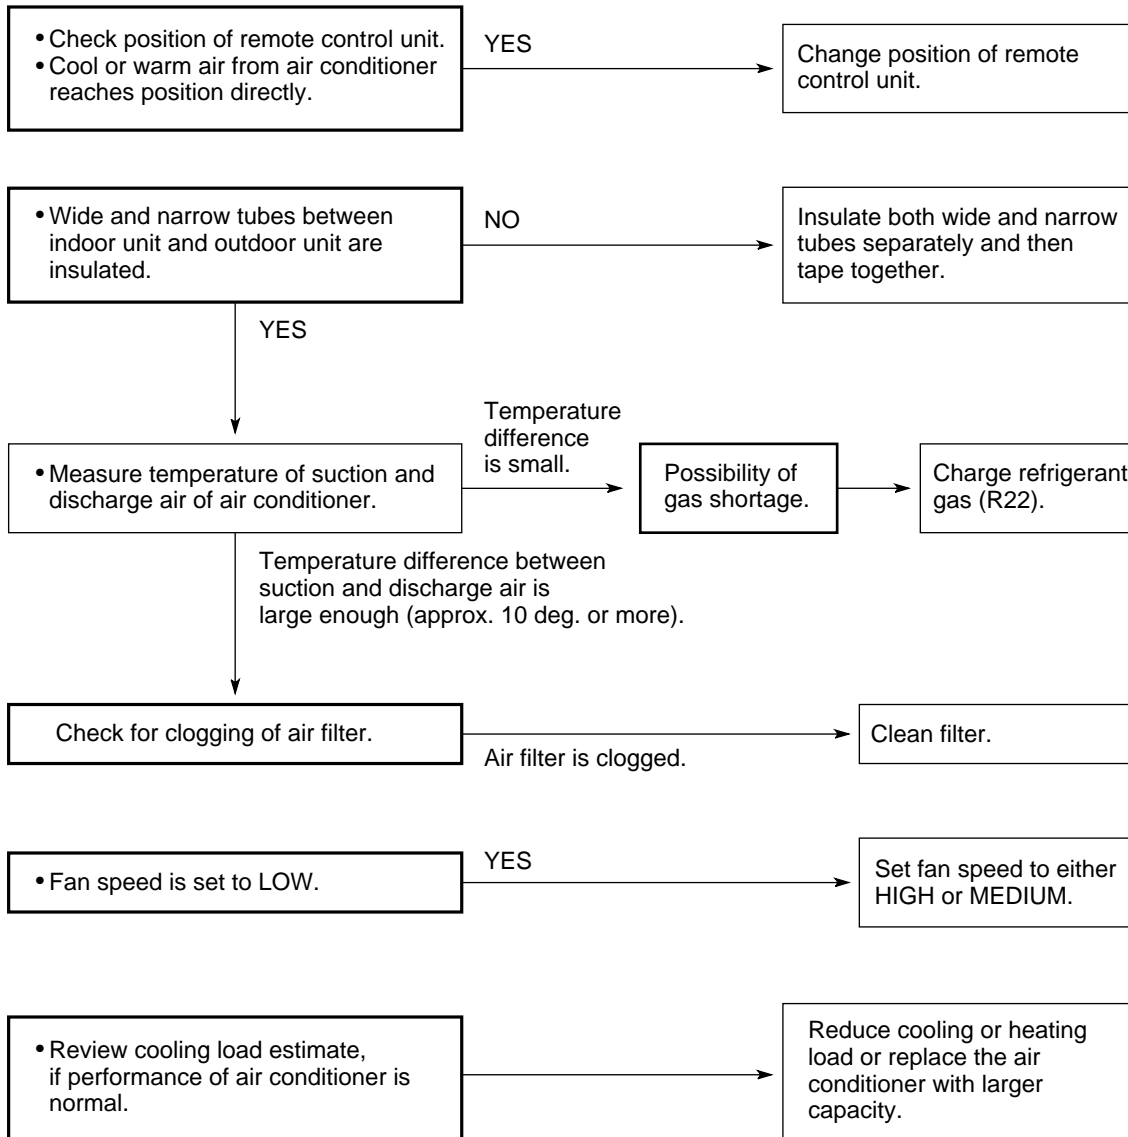 • Check position of remote control unit.
• Cool or warm air from air conditioner
reaches position directly.
YES
Change position of remote
control unit.
• Wide and narrow tubes between
indoor unit and outdoor unit are
insulated.
NO
Insulate both wide and narrow
tubes separately and then
tape together.
YES
• Measure temperature of suction and
discharge air of air conditioner.
Temperature
difference
is small.
Possibility of
gas shortage.
Charge refrigerant
gas (R22).
Temperature difference between
suction and discharge air is
large enough (approx. 10 deg. or more).
Check for clogging of air filter.
Air filter is clogged.
Clean filter.
• Fan speed is set to LOW.
YES
Set fan speed to either
HIGH or MEDIUM.
• Review cooling load estimate,
if performance of air conditioner is
normal.
Reduce cooling or heating
load or replace the air
conditioner with larger
capacity.